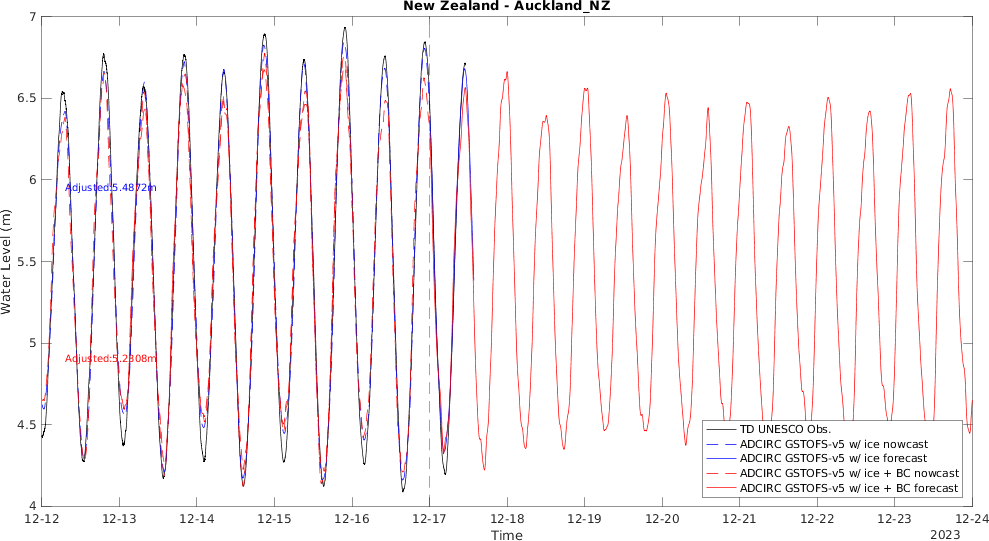 New Zealand - Auckland_NZ
7
6.5
6
5.5
5
4.5
4
Water Level (m)
Adjusted:5.4872m
Adjusted:5.2308m
TD UNESCO Obs.
ADCIRC GSTOFS-v5 w/ ice nowcast
ADCIRC GSTOFS-v5 w/ ice forecast
ADCIRC GSTOFS-v5 w/ ice + BC nowcast
ADCIRC GSTOFS-v5 w/ ice + BC forecast
12-12 12-13 12-14 12-15 12-16 12-17 12-18 12-19 12-20 12-21 12-22 12-23 12-24
Time
2023